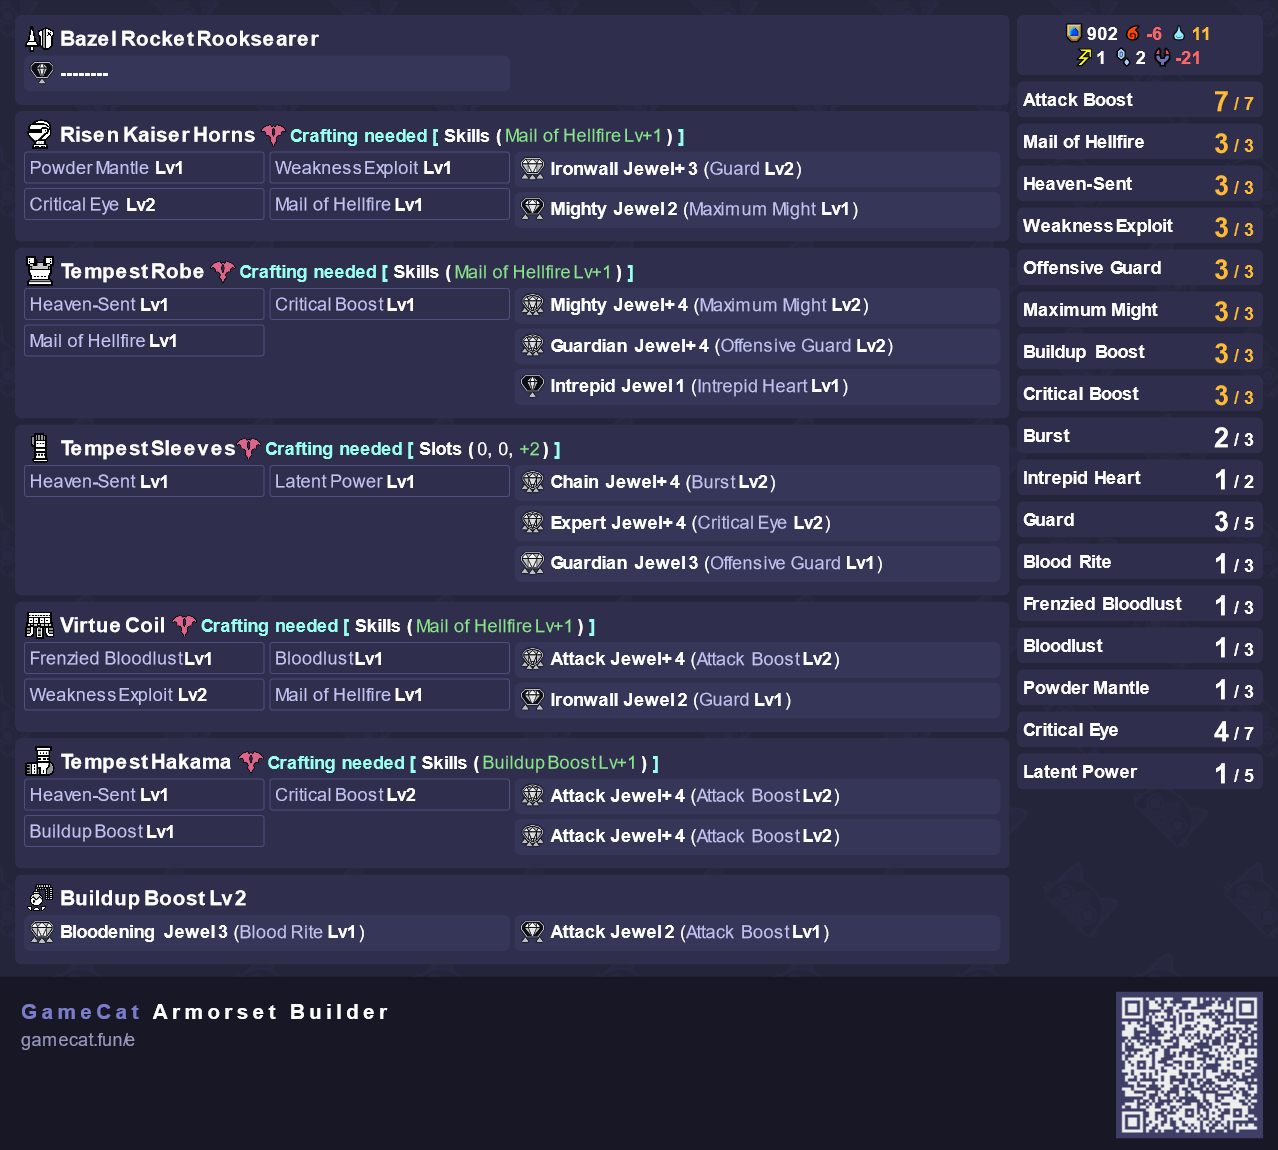 Bazel Rocket Rooksearer
--------
Risen Kaiser Horns Crafting needed [ Skills ( Mail of Hellfire Lv+1 ) ]
Powder Mantle Lv1 Weakness Exploit Lv1 Ironwall Jewel+ 3 (Guard Lv2)
Critical Eye Lv2 Mail of Hellfire Lv1 Mighty Jewel 2 (Maximum Might Lv1)
Tempest Robe Crafting needed [ Skills ( Mail of Hellfire Lv+1 ) ]
Heaven-Sent Lv1 Critical Boost Lv1 Mighty Jewel+ 4 (Maximum Might Lv2)
Mail of Hellfire Lv1 Guardian Jewel+ 4 (Offensive Guard Lv2)
Intrepid Jewel 1 (Intrepid Heart Lv1)
Tempest Sleeves Crafting needed [ Slots ( 0, 0, +2 ) ]
Heaven-Sent Lv1 Latent Power Lv1 Chain Jewel+ 4 (Burst Lv2)
Expert Jewel+ 4 (Critical Eye Lv2)
Guardian Jewel 3 (Offensive Guard Lv1)
Virtue Coil Crafting needed [ Skills ( Mail of Hellfire Lv+1 ) ]
Frenzied Bloodlust Lv1 Bloodlust Lv1 Attack Jewel+ 4 (Attack Boost Lv2)
Weakness Exploit Lv2 Mail of Hellfire Lv1 Ironwall Jewel 2 (Guard Lv1)
Tempest Hakama Crafting needed [ Skills ( Buildup Boost Lv+1 ) ]
Heaven-Sent Lv1 Critical Boost Lv2 Attack Jewel+ 4 (Attack Boost Lv2)
Buildup Boost Lv1 Attack Jewel+ 4 (Attack Boost Lv2)
Buildup Boost Lv 2
Bloodening Jewel 3 (Blood Rite Lv1) Attack Jewel 2 (Attack Boost Lv1)
902 -6 11
1 2 -21
Attack Boost 7 / 7
Mail of Hellfire 3 / 3
Heaven-Sent 3 / 3
Weakness Exploit 3 / 3
Offensive Guard 3 / 3
Maximum Might 3 / 3
Buildup Boost 3 / 3
Critical Boost 3 / 3
Burst 2 / 3
Intrepid Heart 1 / 2
Guard 3 / 5
Blood Rite 1 / 3
Frenzied Bloodlust 1 / 3
Bloodlust 1 / 3
Powder Mantle 1 / 3
Critical Eye 4 / 7
Latent Power 1 / 5
GameCat Armorset Builder
gamecat.fun/e